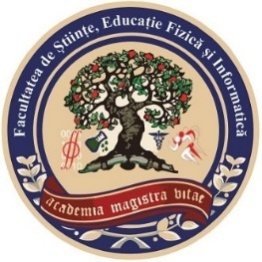 Facultatea de Științe, Educație Fizică și Informatică
academia magistra vitae